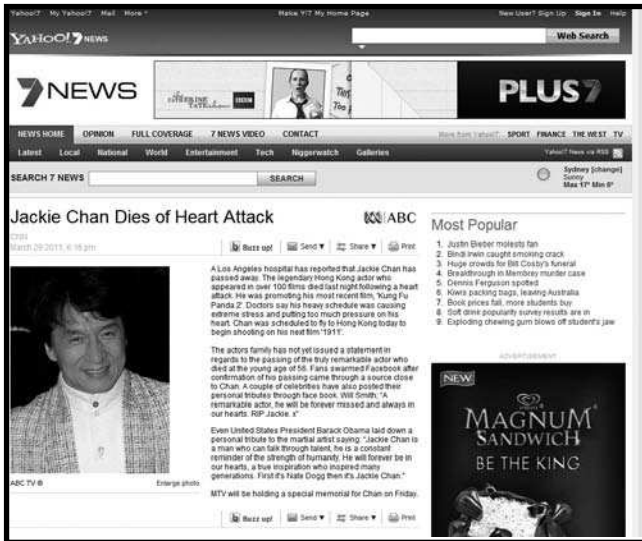 Yahoo!7 My Yahoo!7 Mail More Make Y!7 My Home Page New User? Sign Up Sign In Help
YAHOO!7 NEWS Web Search
7NEWS THE CATHERINE TATE SHOW BBC PLUS7
NEWS HOME OPINION FULL COVERAGE 7 NEWS VIDEO CONTACT More from Yahoo!7 SPORT FINANCE THE WEST TV
Latest Local National World Entertainment Tech Niggerwatch Galleries Yahoo!7 News via RSS
SEARCH 7 NEWS SEARCH Sydney [change]
Sunny
Max 17° Min 8°
Jackie Chan Dies of Heart Attack
ABC
March 29 2011, 6:16 pm
Buzz up! Send Share Print
A Los Angeles hospital has reported that Jackie Chan has
passed away. The legendary Hong Kong actor who
appeared in over 100 films died last night following a heart
attack. He was promoting his most recent film, 'Kung Fu
Panda 2'. Doctors say his heavy schedule was causing
extreme stress and putting too much pressure on his
heart. Chan was scheduled to fly to Hong Kong today to
begin shooting on his next film '1911'.
The actors family has not yet issued a statement in
regards to the passing of the truly remarkable actor who
died at the young age of 56. Fans swarmed Facebook after
confirmation of his passing came through a source close
to Chan. A couple of celebrities have also posted their
personal tributes through face book. Will Smith, "A
remarkable actor, he will be forever missed and always in
our hearts. RIP Jackie. x"
Even United States President Barack Obama laid down a
personal tribute to the martial artist saying: "Jackie Chan is
a man who can talk through talent, he is a constant
reminder of the strength of humanity. He will forever be in
our hearts, a true inspiration who inspired many
generations. First it's Nate Dogg then it's Jackie Chan."
MTV will be holding a special memorial for Chan on Friday.
ABC TV © Enlarge photo
Buzz up! Send Share Print
Most Popular
1. Justin Bieber molests fan
2. Bindi Irwin caught smoking crack
3. Huge crowds for Bill Cosby's funeral
4. Breakthrough in Membrey murder case
5. Dennis Ferguson spotted
6. Kiwis packing bags, leaving Australia
7. Book prices fall, more students buy
8. Soft drink popularity survey results are in
9. Exploding chewing gum blows off student's jaw
ADVERTISEMENT
NEW
MAGNUM
SANDWICH
BE THE KING